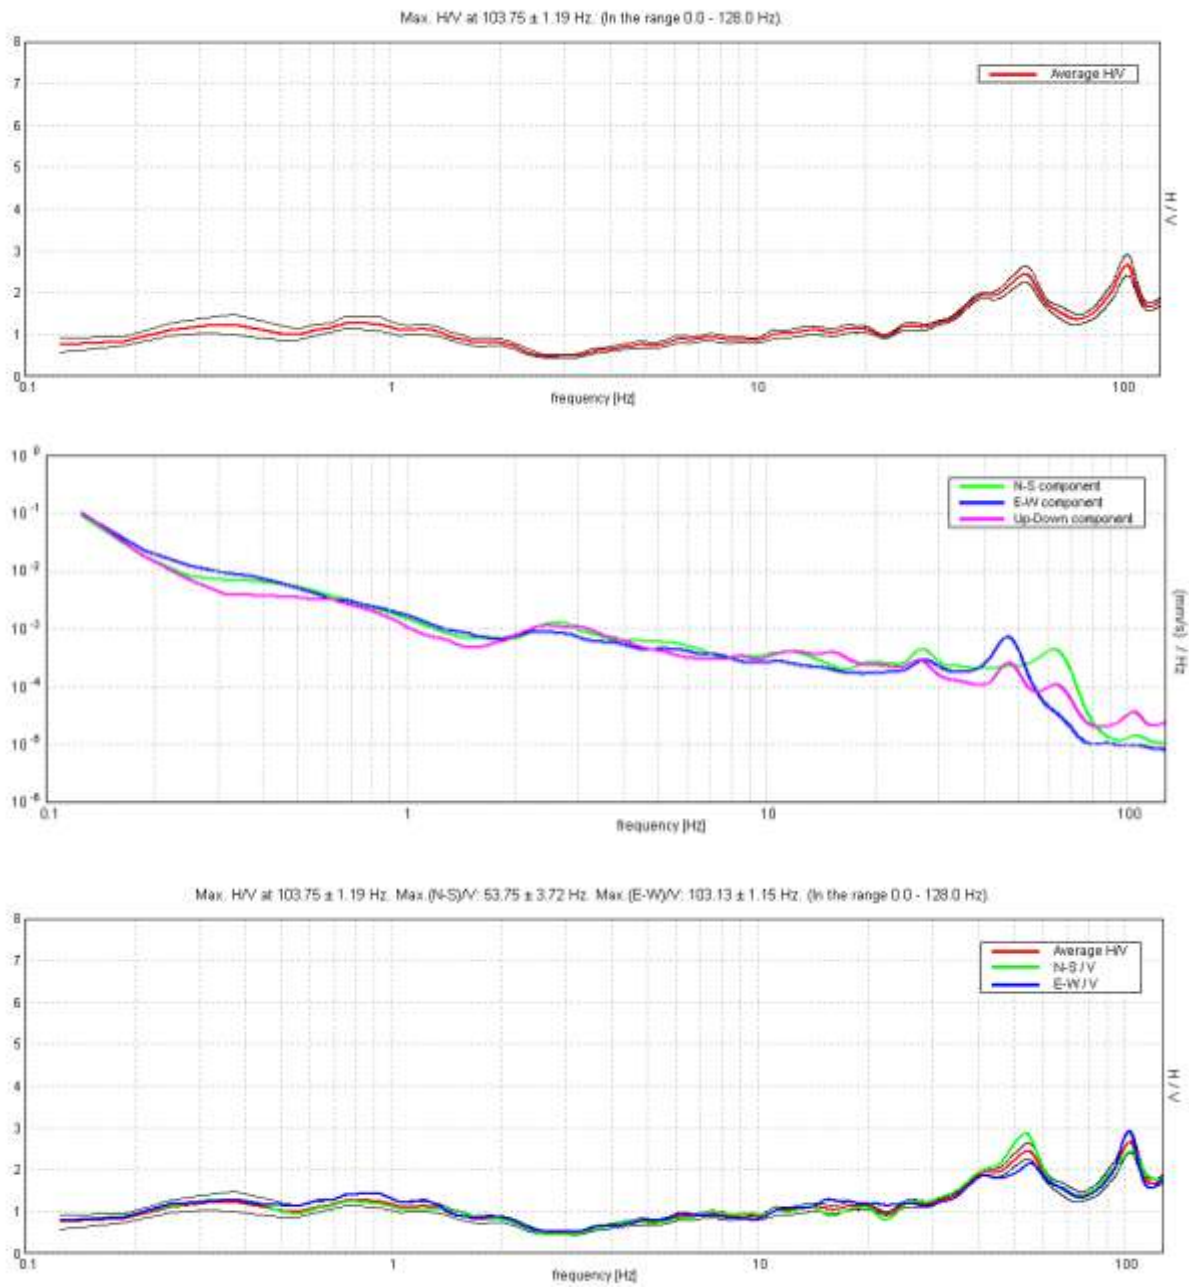 Max. H/V at 103.75 ± 1.19 Hz. (In the range 0.0 - 128.0 Hz).
8
7
6
5
4
3
2
1
0
Average H/V
H / V
0.1 1 10 100
frequency [Hz]
10 0
10 -1
10 -2
10 -3
10 -4
10 -5
10 -6
N-S component
E-W component
Up-Down component
(mm/s) / Hz
0.1 1 10 100
frequency [Hz]
Max. H/V at 103.75 ± 1.19 Hz. Max.(N-S)/V: 53.75 ± 3.72 Hz. Max.(E-W)/V: 103.13 ± 1.15 Hz. (In the range 0.0 - 128.0 Hz).
8
7
6
5
4
3
2
1
0
Average H/V
N-S / V
E-W / V
H / V
0.1 1 10 100
frequency [Hz]